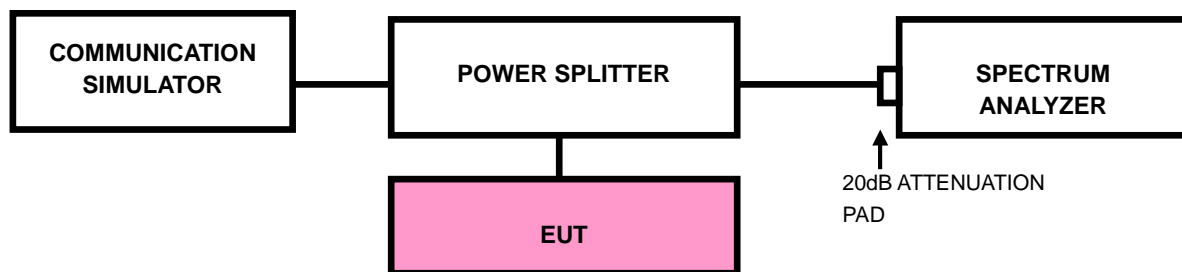 COMMUNICATION
SIMULATOR
POWER SPLITTER
SPECTRUM
ANALYZER
20dB ATTENUATION
PAD
EUT